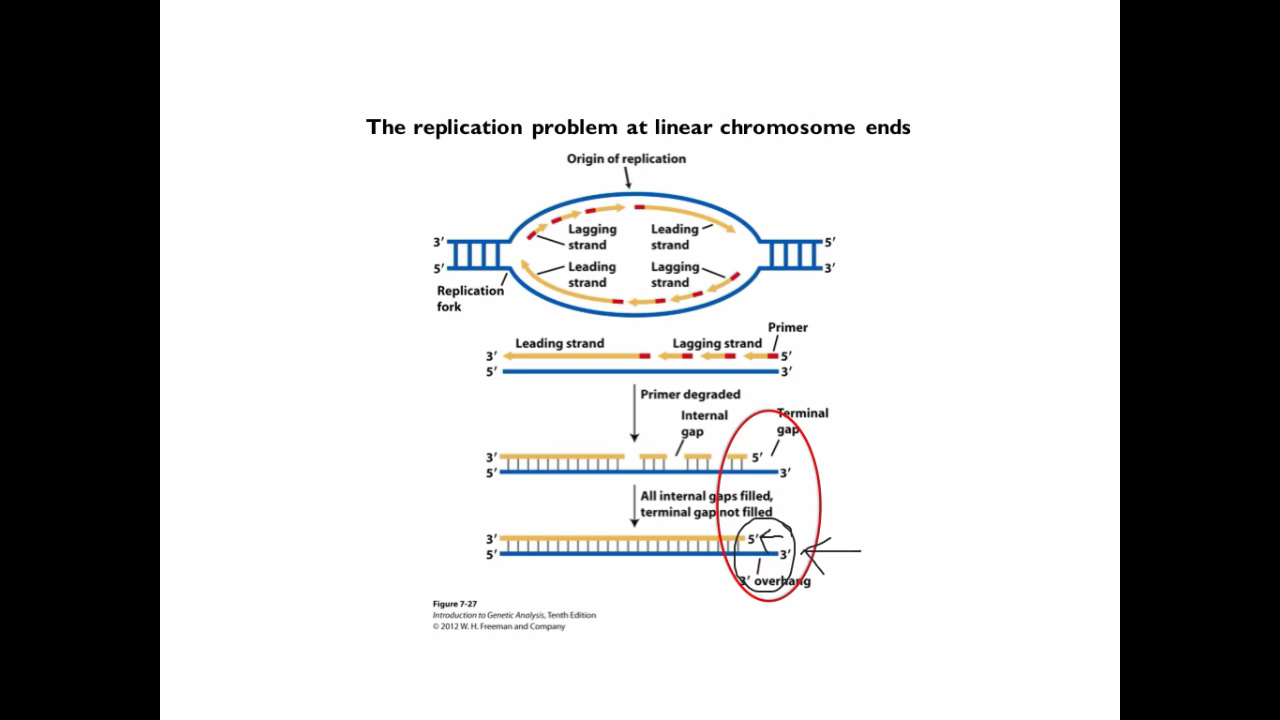 The replication problem at linear chromosome ends
Origin of replication
Lagging
strand
Leading
strand
3′
5′
5′
3′
Leading
strand
Lagging
strand
Replication
fork
Primer
Leading strand
Lagging strand
3′
5′
5′
3′
Primer degraded
Internal
gap
Terminal
gap
3′
5′
5′
3′
All internal gaps filled,
terminal gap not filled
3′
5′
5′
3′
3′ overhang
Figure 7-27
Introduction to Genetic Analysis, Tenth Edition
© 2012 W. H. Freeman and Company